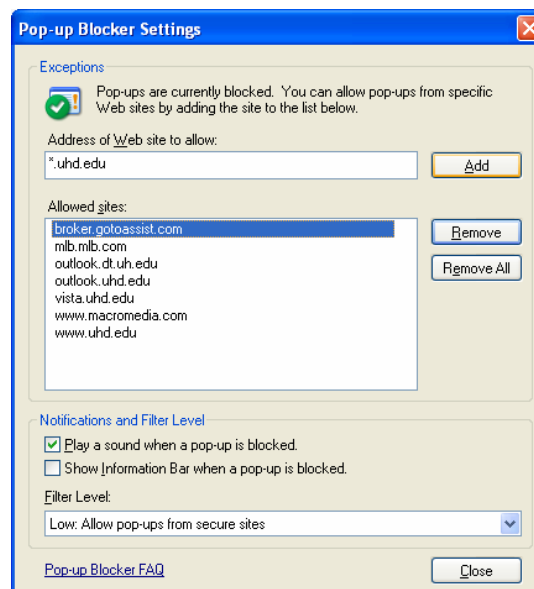 Pop-up Blocker Settings
Exceptions
Pop-ups are currently blocked. You can allow pop-ups from specific
Web sites by adding the site to the list below.
Address of Web site to allow:
*.uhd.edu
Add
Allowed sites:
broker.gotoassist.com
mlb.mlb.com
outlook.dt.uh.edu
outlook.uhd.edu
vista.uhd.edu
www.macromedia.com
www.uhd.edu
Remove
Remove All
Notifications and Filter Level
Play a sound when a pop-up is blocked.
Show Information Bar when a pop-up is blocked.
Filter Level:
Low: Allow pop-ups from secure sites
Pop-up Blocker FAQ
Close